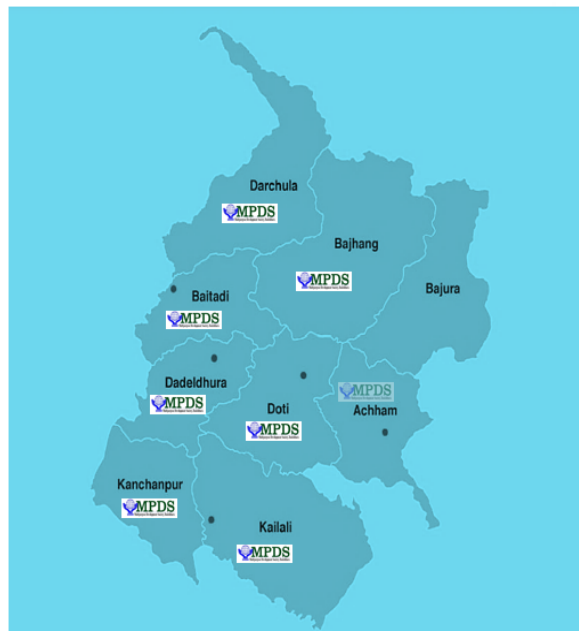 Darchula
MPDS
Bajhang
MPDS
Bajura
Baitadi
MPDS
Dadeldhura
MPDS
Doti
MPDS
MPDS
Achham
Kanchanpur
MPDS
Kailali
MPDS